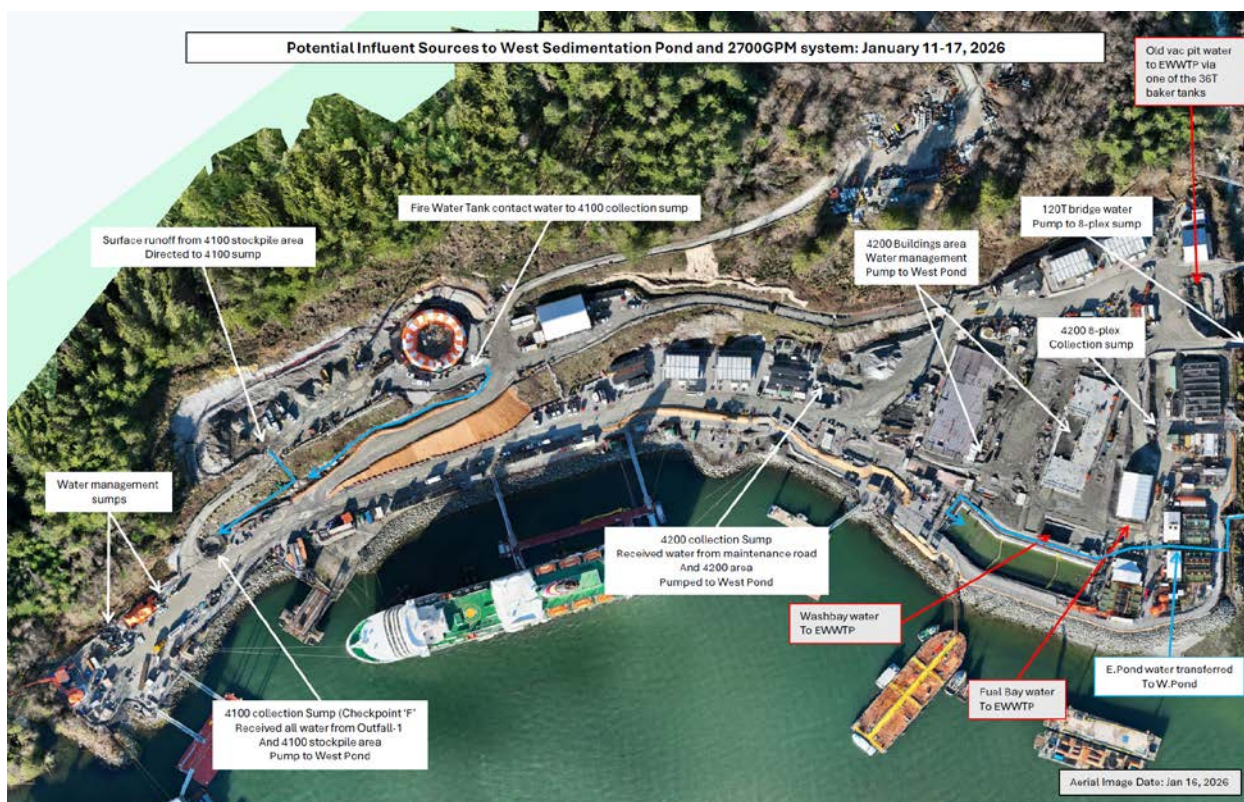 Potential Influent Sources to West Sedimentation Pond and 2700GPM system: January 11-17, 2026
Old vac pit water
to EWWTP via
one of the 36T
baker tanks
Fire Water Tank contact water to 4100 collection sump
120T bridge water
Pump to 8-plex sump
Surface runoff from 4100 stockpile area
Directed to 4100 sump
4200 Buildings area
Water management
Pump to West Pond
4200 8-plex
Collection sump
Water management
sumps
4200 collection Sump
Received water from maintenance road
And 4200 area
Pumped to West Pond
Washbay water
To EWWTP
E.Pond water transferred
To W.Pond
Fuel Bay water
To EWWTP
4100 collection Sump (Checkpoint 'F'
Received all water from Outfall-1
And 4100 stockpile area
Pump to West Pond
Aerial Image Date: Jan 16, 2026